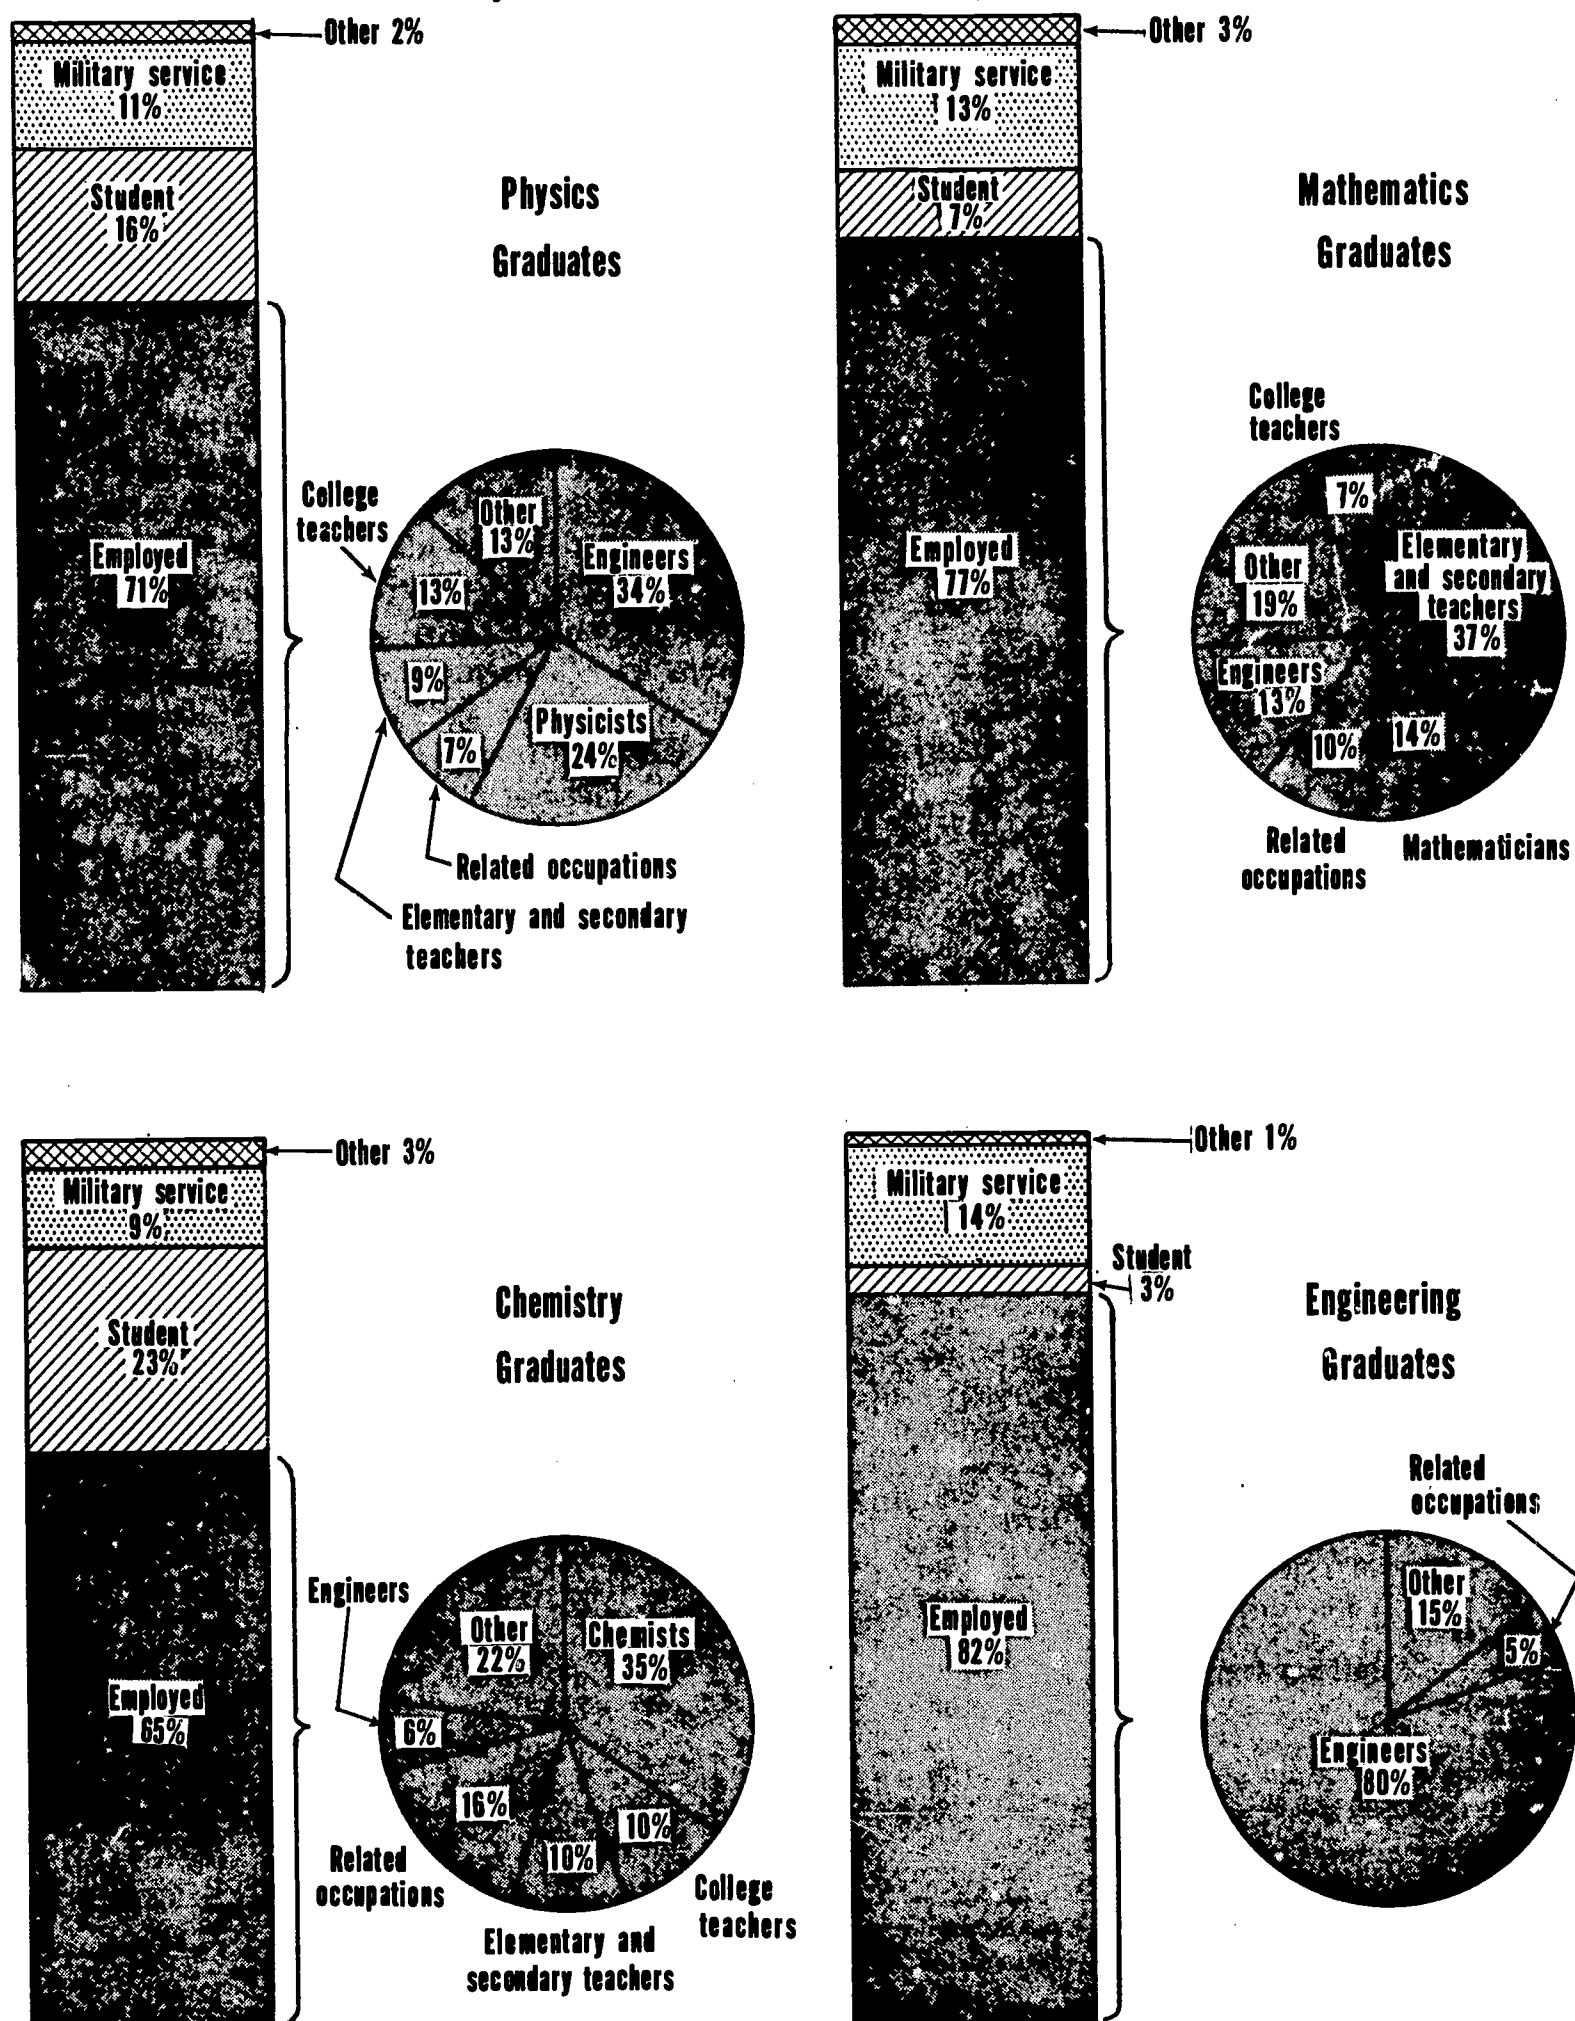 Other 2%
Military service
11%
Student
16%
Physics
Graduates
Employed
71%
College
teachers
Other
13%
Engineers
34%
13%
9%
7%
Physicists
24%
Related occupations
Elementary and secondary
teachers
Other 3%
Military service
13%
Student
7%
Mathematics
Graduates
Employed
77%
College
teachers
7%
Elementary
and secondary
teachers
37%
Other
19%
Engineers
13%
10%
14%
Related
occupations
Mathematicians
Other 3%
Military service
9%
Student
23%
Chemistry
Graduates
Employed
65%
Engineers
Other
22%
Chemists
35%
6%
16%
10%
10%
Related
occupations
College
teachers
Elementary and
secondary teachers
Other 1%
Military service
14%
Student
3%
Engineering
Graduates
Employed
82%
Related
occupations
Other
15%
5%
Engineers
80%